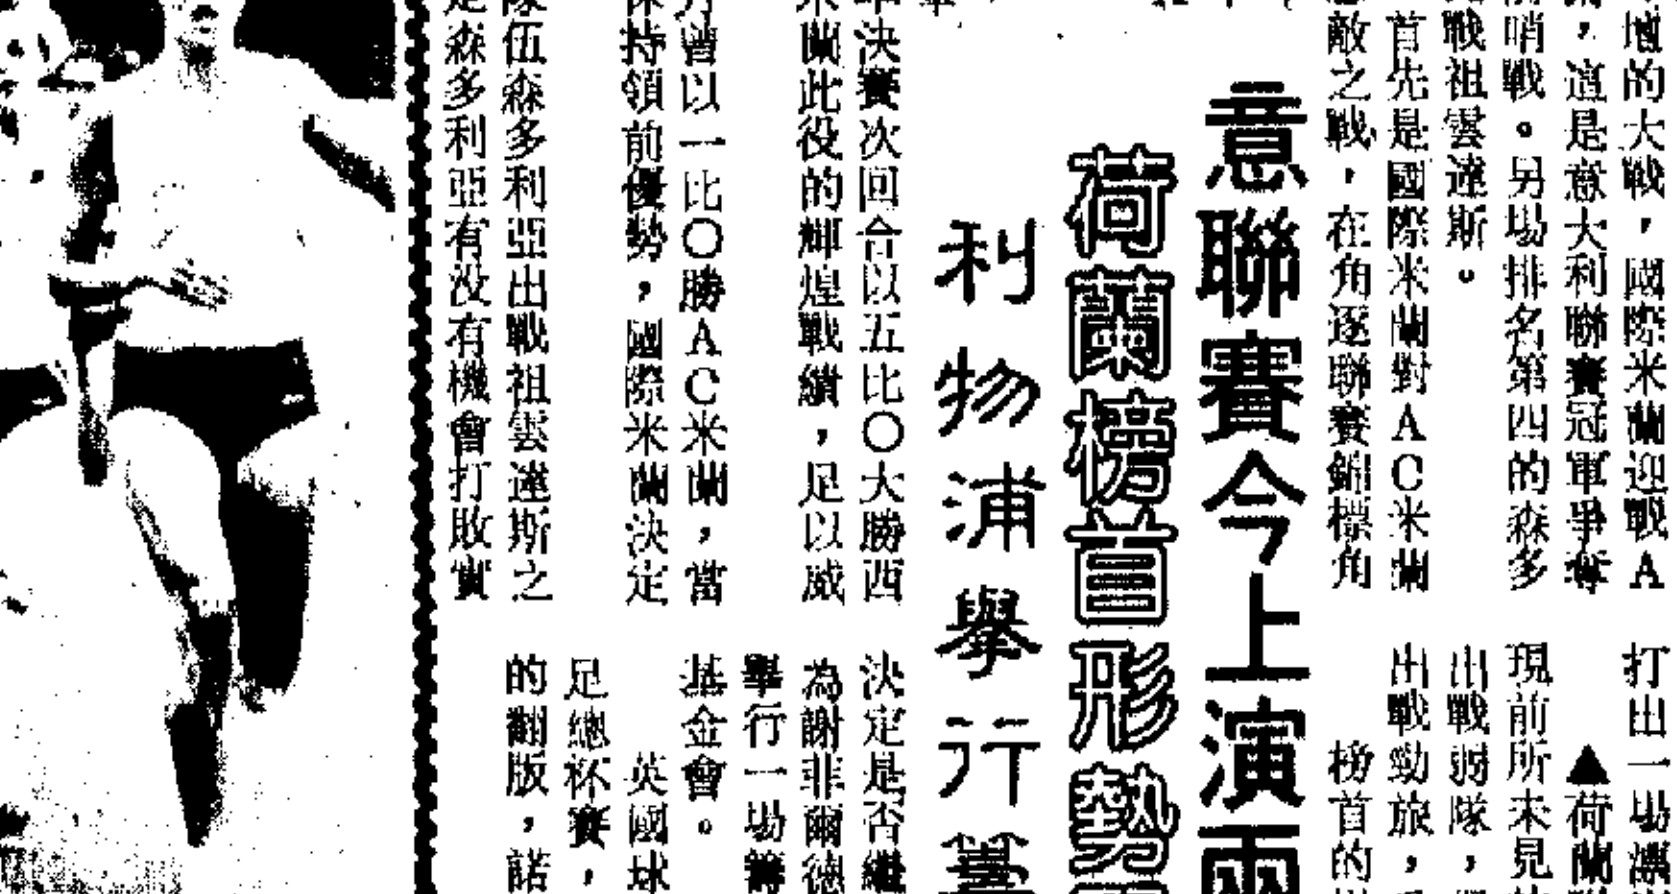 壇的大戰，國際米蘭迎戰A
，這是意大利聯賽冠軍爭奪
前哨戰。另場排名第四的森多
戰祖雲達斯。
首先是國際米蘭對AC米蘭
敵之戰，在角逐聯賽錦標角
打出一場漂
▲荷蘭
現前所未見
出戰弱隊，
出戰勁旅，
榜首的
意聯賽今上演兩
荷蘭榜首形勢
利物浦舉行籌
決賽次回合以五比〇大勝西
米蘭此役的輝煌戰績，足以威
曾以一比〇勝AC米蘭，當
保持領前優勢，國際米蘭決定
隊伍森多利亞出戰祖雲達斯之
是森多利亞有没有機會打敗實
決定是否繼
為謝非爾德
舉行一場籌
基金會。
英國球
足總杯賽，
的翻版，諾